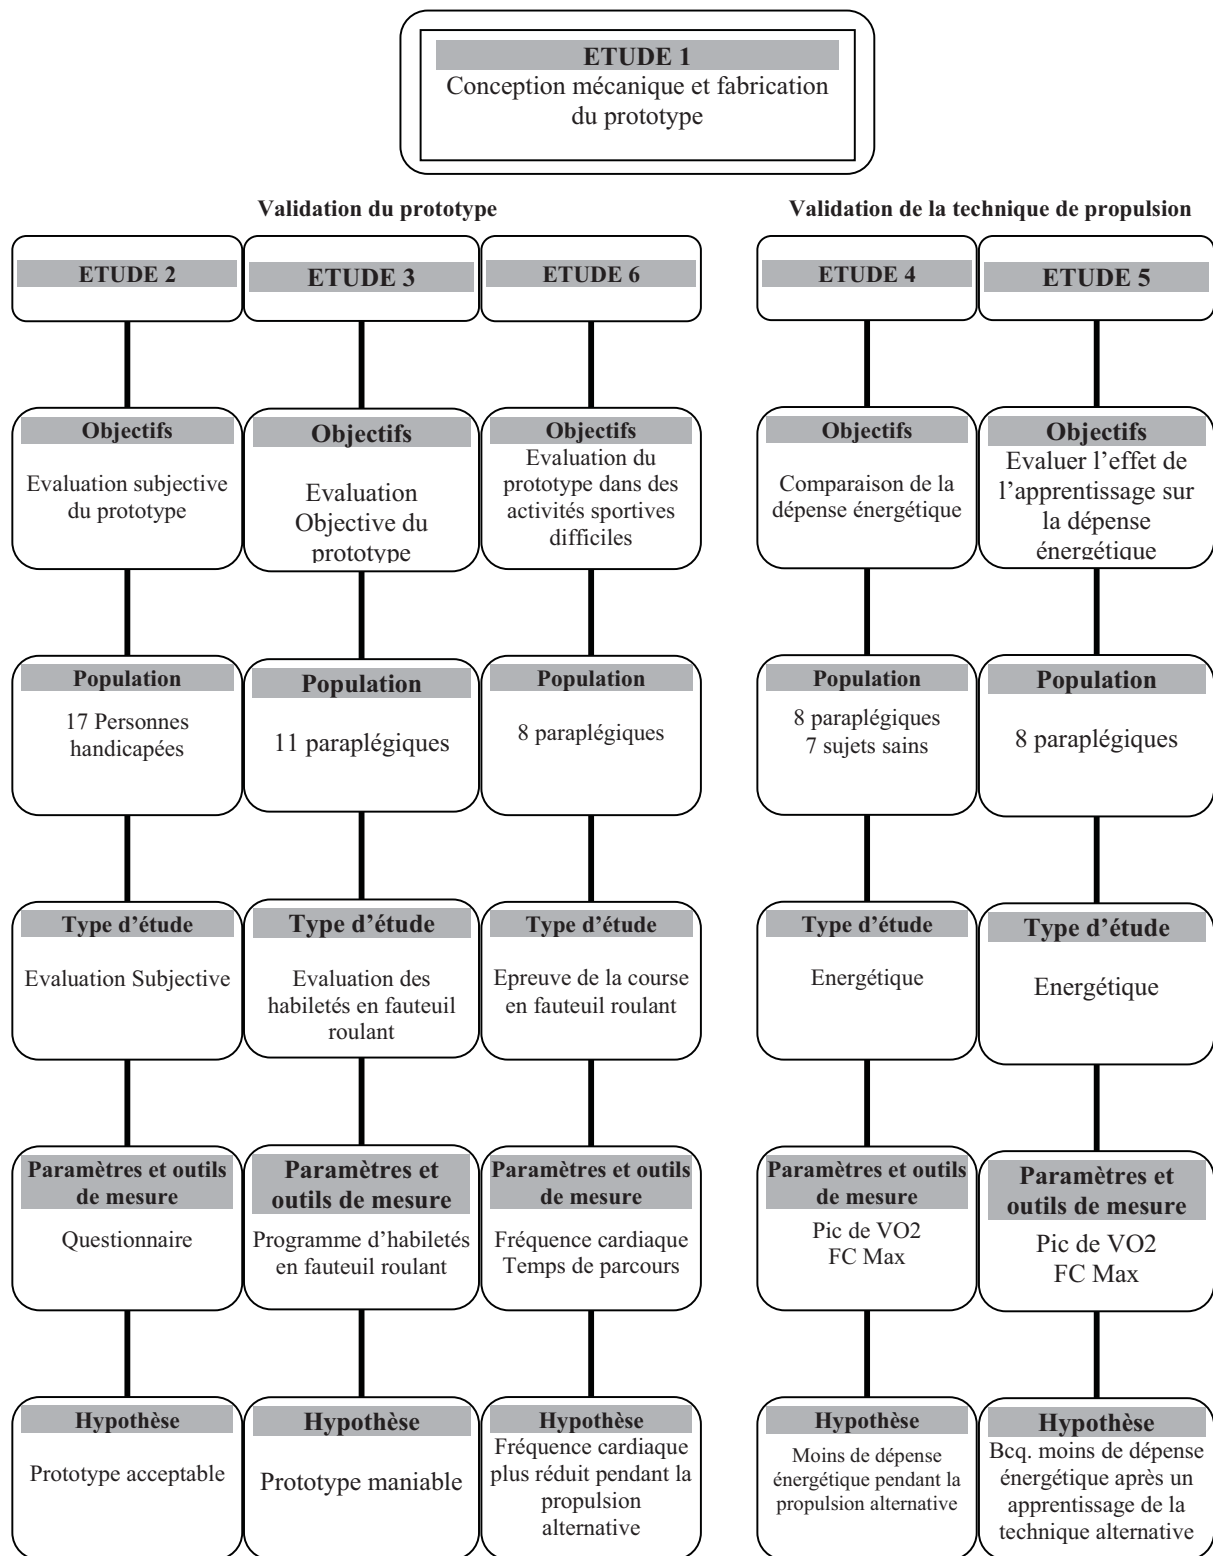 ETUDE 1
Conception mécanique et fabrication
du prototype
Validation du prototype
Validation de la technique de propulsion
ETUDE 2
ETUDE 3
ETUDE 6
ETUDE 4
ETUDE 5
Objectifs
Evaluation subjective
du prototype
Objectifs
Evaluation
Objective du
prototype
Objectifs
Evaluation du
prototype dans des
activités sportives
difficiles
Objectifs
Comparaison de la
dépense énergétique
Objectifs
Evaluer l’effet de
l’apprentissage sur
la dépense
énergétique
Population
17 Personnes
handicapées
Population
11 paraplégiques
Population
8 paraplégiques
Population
8 paraplégiques
7 sujets sains
Population
8 paraplégiques
Type d’étude
Evaluation Subjective
Type d’étude
Evaluation des
habiletés en fauteuil
roulant
Type d’étude
Epreuve de la course
en fauteuil roulant
Type d’étude
Energétique
Type d’étude
Energétique
Paramètres et outils
de mesure
Questionnaire
Paramètres et
outils de mesure
Programme d’habiletés
en fauteuil roulant
Paramètres et outils
de mesure
Fréquence cardiaque
Temps de parcours
Paramètres et outils
de mesure
Pic de VO2
FC Max
Paramètres et
outils de mesure
Pic de VO2
FC Max
Hypothèse
Prototype acceptable
Hypothèse
Prototype maniable
Hypothèse
Fréquence cardiaque
plus réduit pendant la
propulsion
alternative
Hypothèse
Moins de dépense
énergétique pendant la
propulsion alternative
Hypothèse
Bcq. moins de dépense
énergétique après un
apprentissage de la
technique alternative